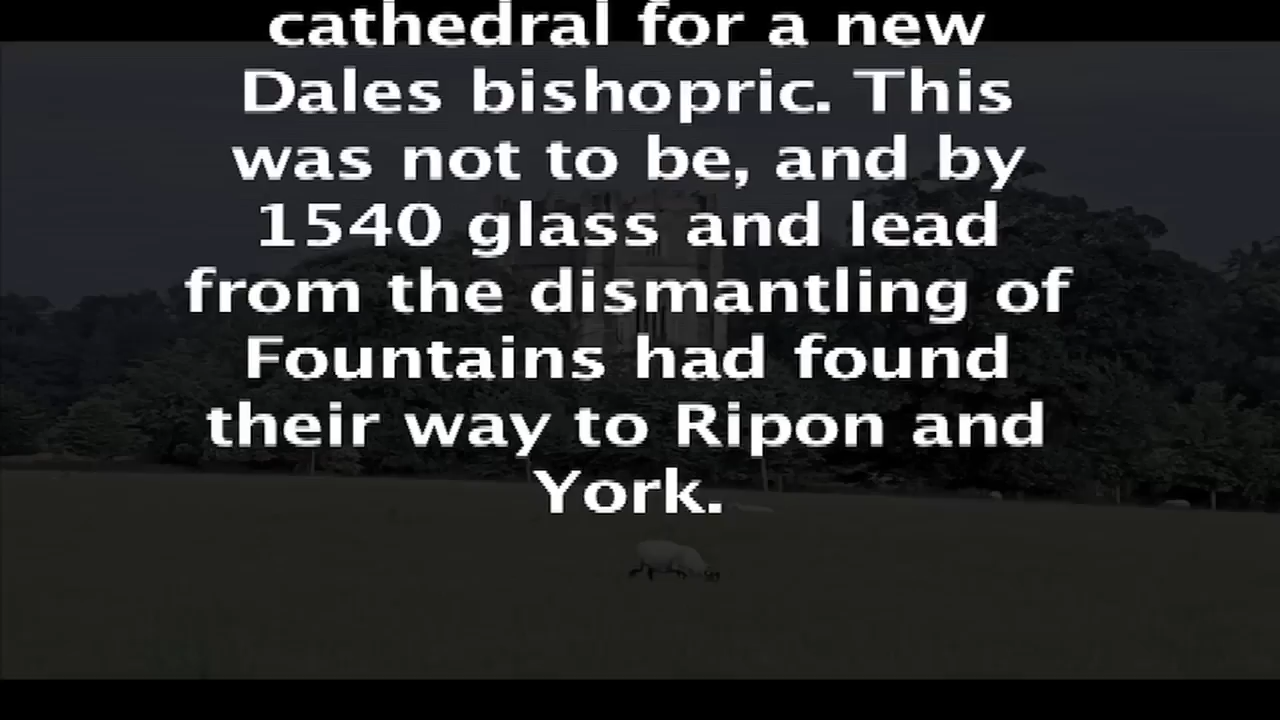 cathedral for a new
Dales bishopric. This
was not to be, and by
1540 glass and lead
from the dismantling of
Fountains had found
their way to Ripon and
York.